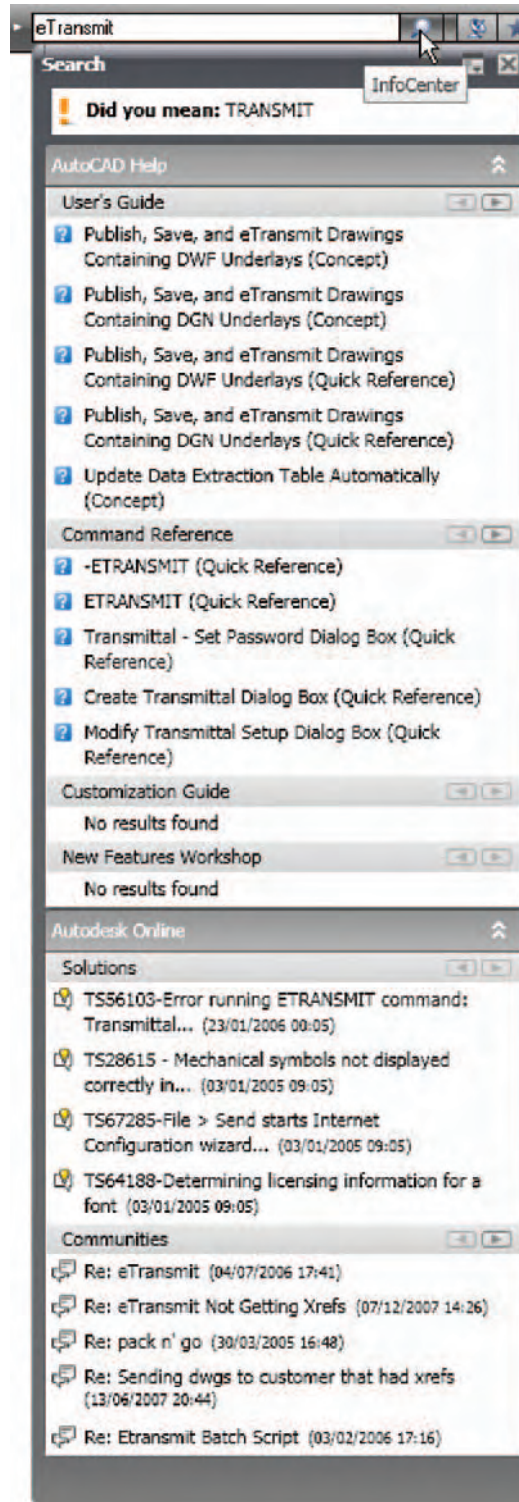 eTransmit
Search
InfoCenter
Did you mean: TRANSMIT
AutoCAD Help
User's Guide
Publish, Save, and eTransmit Drawings
Containing DWF Underlays (Concept)
Publish, Save, and eTransmit Drawings
Containing DGN Underlays (Concept)
Publish, Save, and eTransmit Drawings
Containing DWF Underlays (Quick Reference)
Publish, Save, and eTransmit Drawings
Containing DGN Underlays (Quick Reference)
Update Data Extraction Table Automatically
(Concept)
Command Reference
-ETRANSMIT (Quick Reference)
ETRANSMIT (Quick Reference)
Transmittal - Set Password Dialog Box (Quick
Reference)
Create Transmittal Dialog Box (Quick Reference)
Modify Transmittal Setup Dialog Box (Quick
Reference)
Customization Guide
No results found
New Features Workshop
No results found
Autodesk Online
Solutions
TS56103-Error running ETRANSMIT command:
Transmittal... (23/01/2006 00:05)
TS28615 - Mechanical symbols not displayed
correctly in... (03/01/2005 09:05)
TS67285-File > Send starts Internet
Configuration wizard... (03/01/2005 09:05)
TS64188-Determining licensing information for a
font (03/01/2005 09:05)
Communities
Re: eTransmit (04/07/2006 17:41)
Re: eTransmit Not Getting Xrefs (07/12/2007 14:26)
Re: pack n' go (30/03/2005 16:48)
Re: Sending dwgs to customer that had xrefs
(13/06/2007 20:44)
Re: Etransmit Batch Script (03/02/2006 17:16)